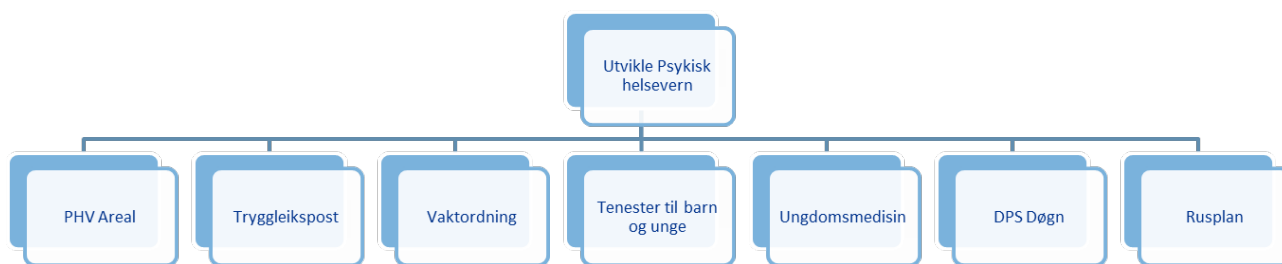 Utvikle Psykisk
helsevern
PHV Areal
Tryggleikspost
Vaktordning
Tenester til barn
og unge
Ungdomsmedisin
DPS Døgn
Rusplan